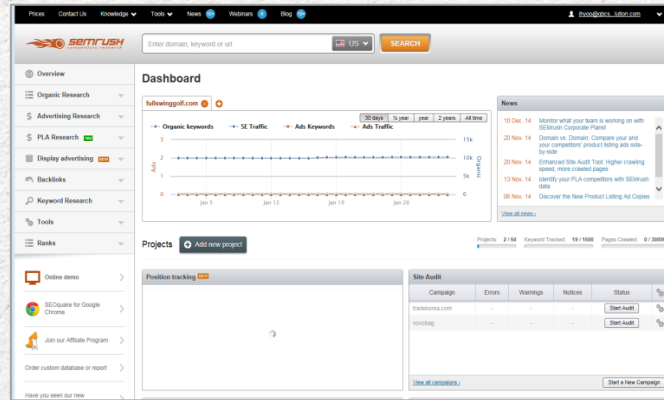 Prices Contact Us Knowledge Tools News Webinars Blog
semrush
competitors research
Enter domain, keyword or url
US
SEARCH
Overview
Organic Research
Advertising Research
PLA Research
Display advertising BETA
Backlinks
Keyword Research
Tools
Ranks
Online demo
SEOquake for Google
Chrome
Join our Affiliate Program
Order custom database or report
Have you seen our new
Dashboard
fullswinggolf.com
30 days ½ year year 2 years All time
Organic keywords SE Traffic Ads Keywords Ads Traffic
Ads
3
2
1
0
15k
10k
5k
0
Organic
Jan 5 Jan 12 Jan 19 Jan 26
News
10 Dec. 14 Monitor what your team is working on with
SEMrush Corporate Plans!
20 Nov. 14 Domain vs. Domain: Compare your and
your competitors' product listing ads side-
by-side
20 Nov. 14 Enhanced Site Audit Tool: Higher crawling
speed, more crawled pages
13 Nov. 14 Identify your PLA competitors with SEMrush
data
08 Nov. 14 Discover the New Product Listing Ad Copies
View all news
Projects Add new project
Projects: 2 / 50 Keyword Tracked: 19 / 1500 Pages Crawled:
Position tracking BETA
Site Audit
Campaign Errors Warnings Notices Status
tradekorea.com - - - Start Audit
vovobag - - - Start Audit
View all campaigns
Start a New Campaign